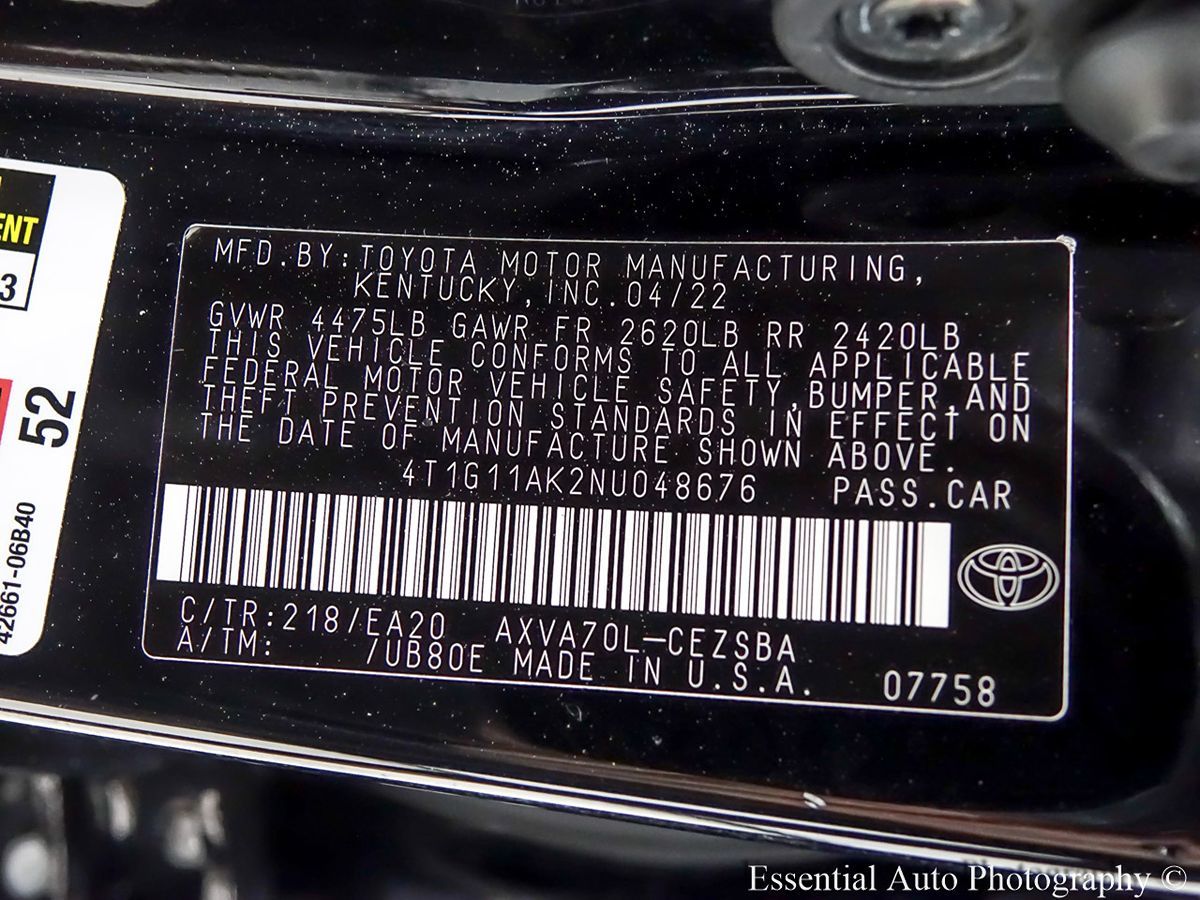 ENT
3
52
42661-06B40
MFD.BY:TOYOTA MOTOR MANUFACTURING,
KENTUCKY,INC.04/22
GVWR 4475LB GAWR FR 2620LB RR 2420LB
THIS VEHICLE CONFORMS TO ALL APPLICABLE
FEDERAL MOTOR VEHICLE SAFETY,BUMPER,AND
THEFT PREVENTION STANDARDS IN EFFECT ON
THE DATE OF MANUFACTURE SHOWN ABOVE.
4T1G11AK2NU048676 PASS.CAR
C/TR:218/EA20 AXVA70L-CEZSBA
A/TM: /UB80E MADE IN U.S.A. 07758
Essential Auto Photography ©